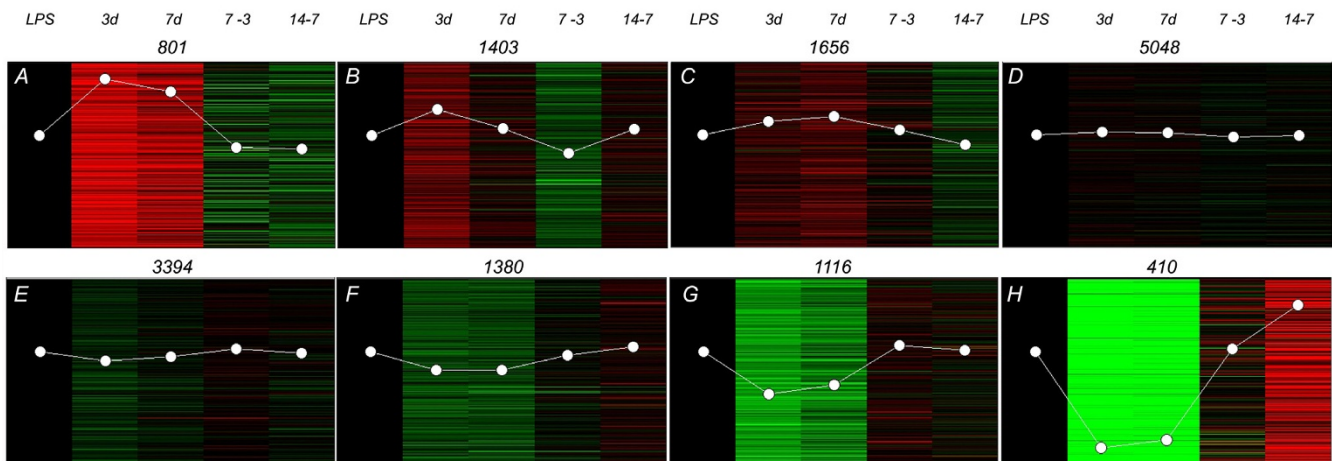 LPS 3d 7d 7 -3 14-7 LPS 3d 7d 7 -3 14-7 LPS 3d 7d 7 -3 14-7 LPS 3d 7d 7 -3 14-7
801 1403 1656 5048
A B C D
3394 1380 1116 410
E F G H